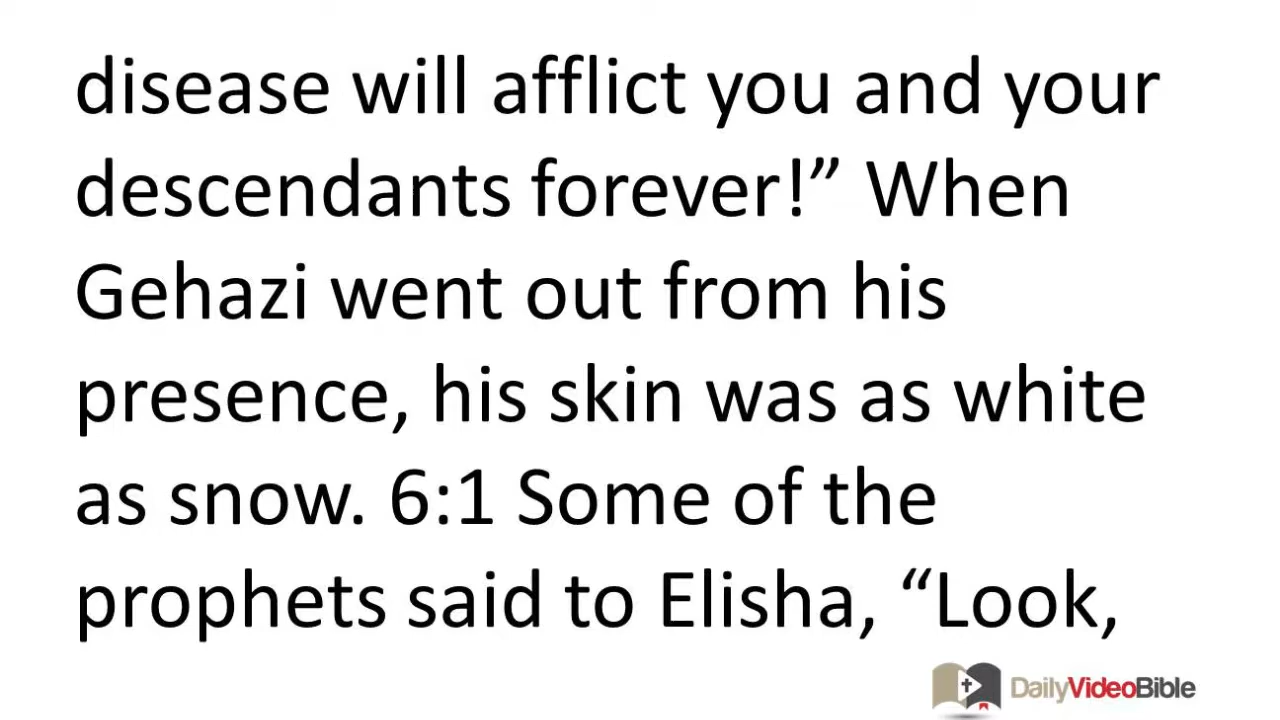 disease will afflict you and your
descendants forever!” When
Gehazi went out from his
presence, his skin was as white
as snow. 6:1 Some of the
prophets said to Elisha, “Look,
DailyVideoBible